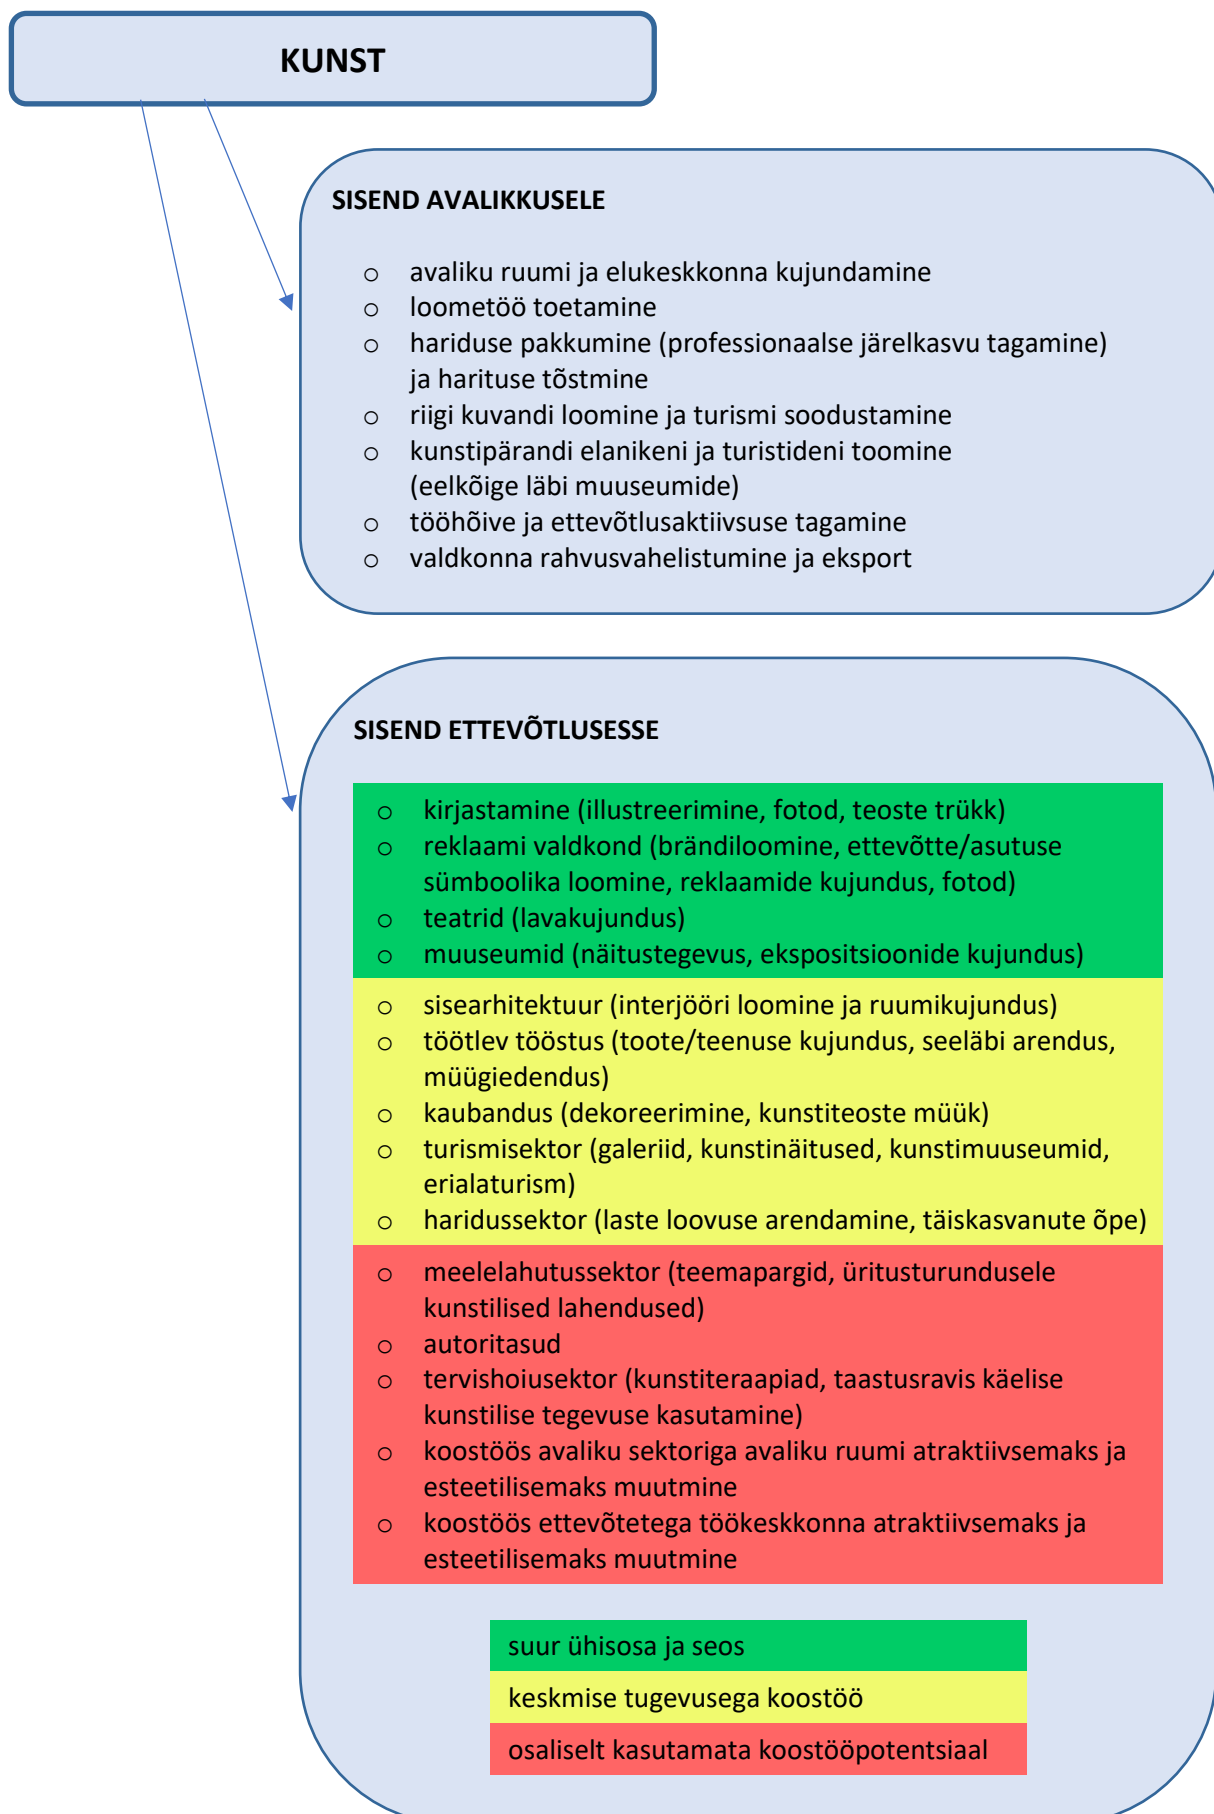 KUNST
SISEND AVALIKKUSELE
o avaliku ruumi ja elukeskkonna kujundamine
o loometöö toetamine
o hariduse pakkumine (professionaalse järelkasvu tagamine)
ja harituse tõstmine
o riigi kuvandi loomine ja turismi soodustamine
o kunstipärandi elanikeni ja turistideni toomine
(eelkõige läbi muuseumide)
o tööhõive ja ettevõtlusaktiivsuse tagamine
o valdkonna rahvusvahelistumine ja eksport
SISEND ETTEVÕTLUSESSE
o kirjastamine (illustreerimine, fotod, teoste trükk)
o reklaami valdkond (brändiloomine, ettevõtte/asutuse
sümboolika loomine, reklaamide kujundus, fotod)
o teatrid (lavakujundus)
o muuseumid (näitustegevus, ekspositsioonide kujundus)
o sisearhitektuur (interjööri loomine ja ruumikujundus)
o töötlev tööstus (toote/teenuse kujundus, seeläbi arendus,
müügiedendus)
o kaubandus (dekoreerimine, kunstiteoste müük)
o turismisektor (galeriid, kunstinäitused, kunstimuuseumid,
erialaturism)
o haridussektor (laste loovuse arendamine, täiskasvanute õpe)
o meelelahutussektor (teemapargid, üritusturundusele
kunstilised lahendused)
o autoritasud
o tervishoiusektor (kunstiteraapiad, taastusravis käelise
kunstilise tegevuse kasutamine)
o koostöös avaliku sektoriga avaliku ruumi atraktiivsemaks ja
esteetilisemaks muutmine
o koostöös ettevõtetega töökeskkonna atraktiivsemaks ja
esteetilisemaks muutmine
suur ühisosa ja seos
keskmise tugevusega koostöö
osaliselt kasutamata koostööpotentsiaal